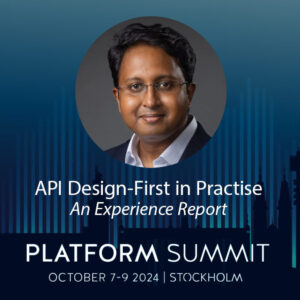 API Design-First in Practise
An Experience Report
PLATFORM SUMMIT
OCTOBER 7-9 2024 | STOCKHOLM